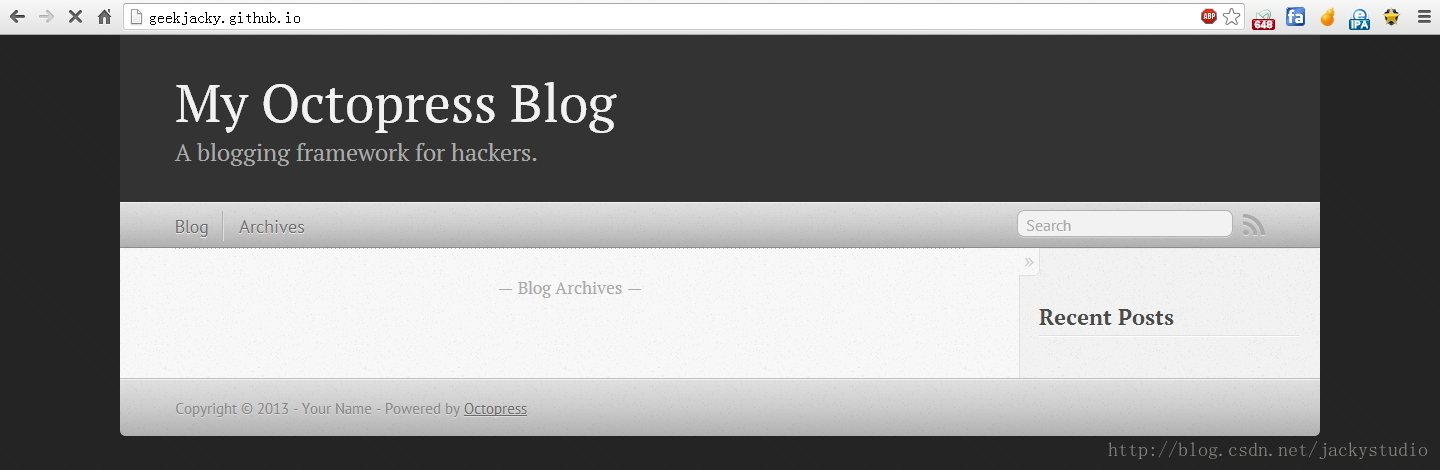 geekjacky.github.io
ABP
648
fa
IPA
My Octopress Blog
A blogging framework for hackers.
Blog
Archives
Search
»
— Blog Archives —
Recent Posts
Copyright © 2013 - Your Name - Powered by Octopress
http://blog.csdn.net/jackystudio